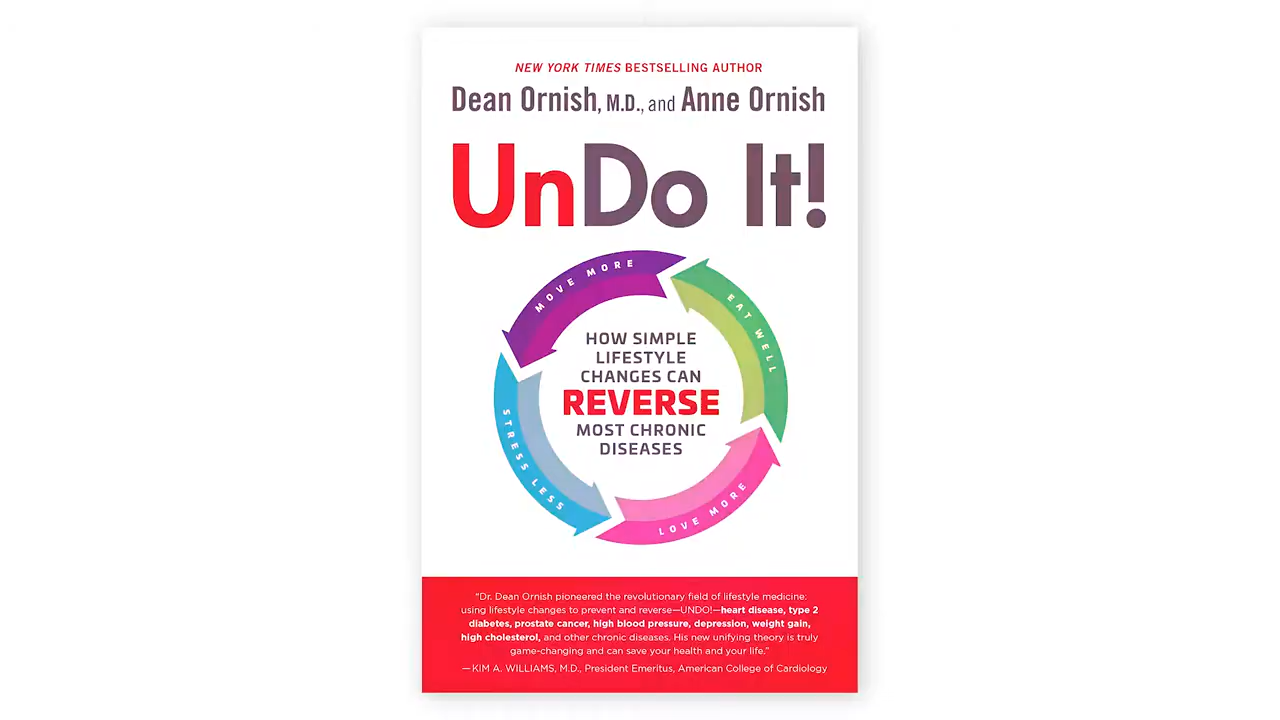 NEW YORK TIMES BESTSELLING AUTHOR
Dean Ornish, M.D., and Anne Ornish
UnDo It!
MOVE MORE
EAT WELL
STRESS LESS
LOVE MORE
HOW SIMPLE
LIFESTYLE
CHANGES CAN
REVERSE
MOST CHRONIC
DISEASES
"Dr. Dean Ornish pioneered the revolutionary field of lifestyle medicine:
using lifestyle changes to prevent and reverse—UNDO!—heart disease, type 2
diabetes, prostate cancer, high blood pressure, depression, weight gain,
high cholesterol, and other chronic diseases. His new unifying theory is truly
game-changing and can save your health and your life."
—KIM A. WILLIAMS, M.D., President Emeritus, American College of Cardiology